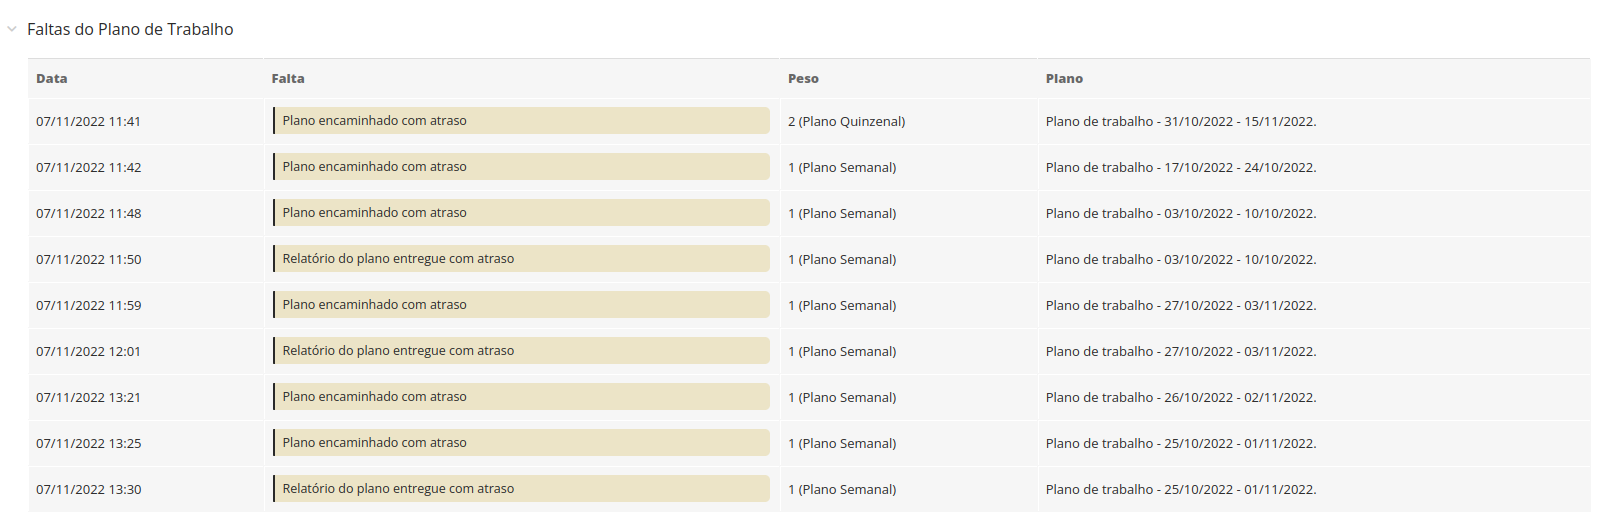 Faltas do Plano de Trabalho
Data Falta Peso Plano
07/11/2022 11:41 Plano encaminhado com atraso 2 (Plano Quinzenal) Plano de trabalho - 31/10/2022 - 15/11/2022.
07/11/2022 11:42 Plano encaminhado com atraso 1 (Plano Semanal) Plano de trabalho - 17/10/2022 - 24/10/2022.
07/11/2022 11:48 Plano encaminhado com atraso 1 (Plano Semanal) Plano de trabalho - 03/10/2022 - 10/10/2022.
07/11/2022 11:50 Relatório do plano entregue com atraso 1 (Plano Semanal) Plano de trabalho - 03/10/2022 - 10/10/2022.
07/11/2022 11:59 Plano encaminhado com atraso 1 (Plano Semanal) Plano de trabalho - 27/10/2022 - 03/11/2022.
07/11/2022 12:01 Relatório do plano entregue com atraso 1 (Plano Semanal) Plano de trabalho - 27/10/2022 - 03/11/2022.
07/11/2022 13:21 Plano encaminhado com atraso 1 (Plano Semanal) Plano de trabalho - 26/10/2022 - 02/11/2022.
07/11/2022 13:25 Plano encaminhado com atraso 1 (Plano Semanal) Plano de trabalho - 25/10/2022 - 01/11/2022.
07/11/2022 13:30 Relatório do plano entregue com atraso 1 (Plano Semanal) Plano de trabalho - 25/10/2022 - 01/11/2022.